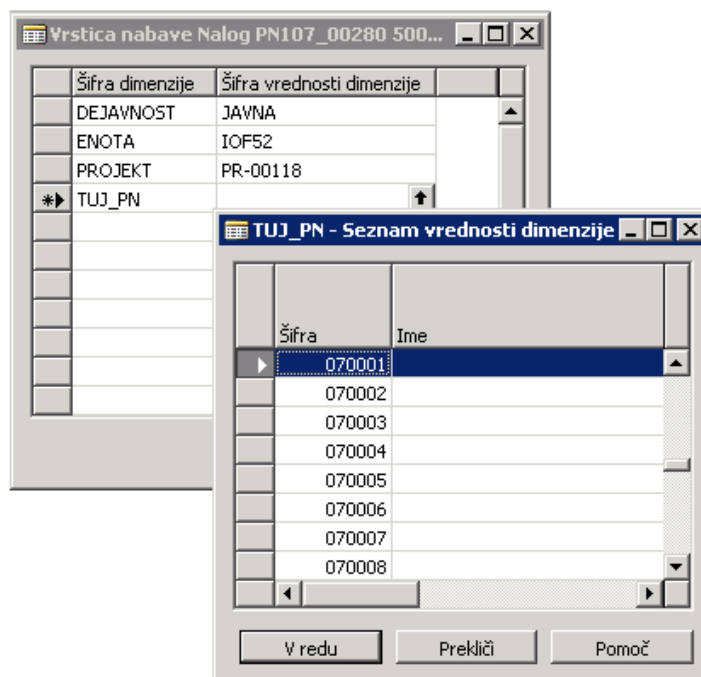 Vrstica nabave Nalog PN107_00280 500...
Šifra dimenzije Šifra vrednosti dimenzije
DEJAVNOST JAVNA
ENOTA IOF52
PROJEKT PR-00118
TUJ_PN
TUJ_PN - Seznam vrednosti dimenzije
Šifra Ime
070001
070002
070003
070004
070005
070006
070007
070008
V redu Prekliči Pomoč